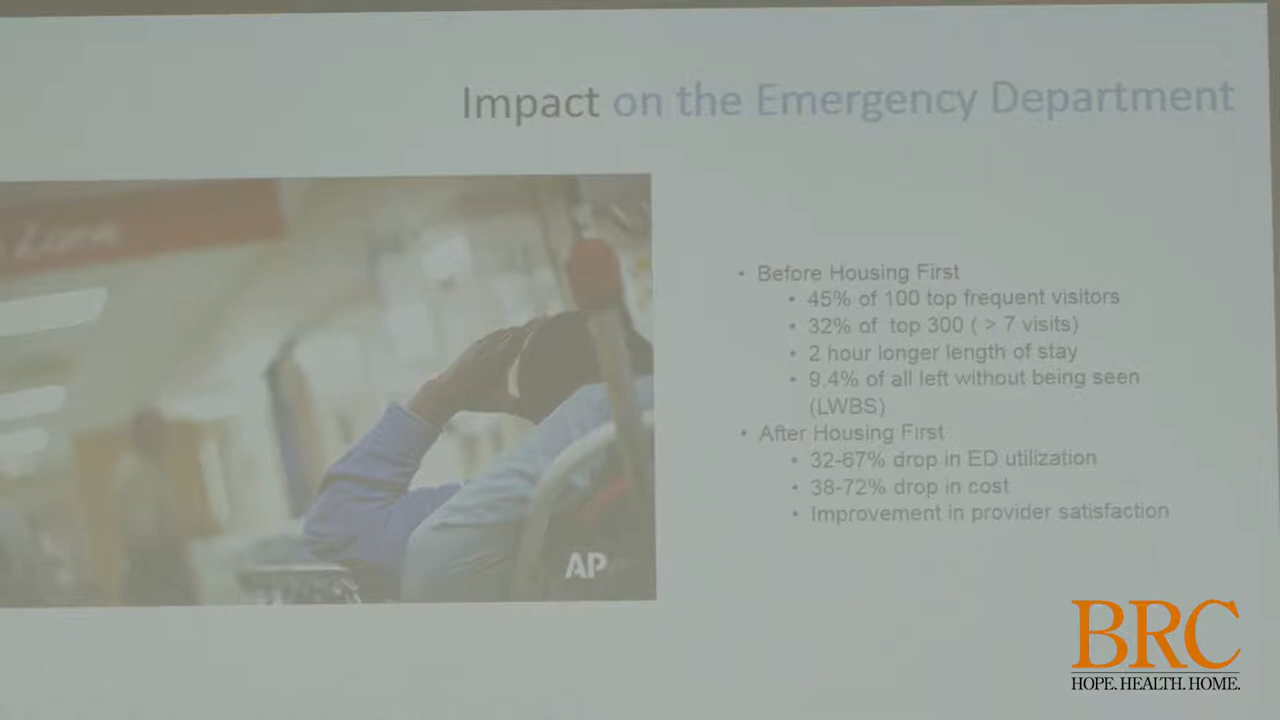 Impact on the Emergency Department
Zone
• Before Housing First
• 45% of 100 top frequent visitors
• 32% of top 300 ( > 7 visits)
• 2 hour longer length of stay
• 9.4% of all left without being seen
(LWBS)
• After Housing First
• 32-67% drop in ED utilization
• 38-72% drop in cost
• Improvement in provider satisfaction
AP
BRC
HOPE. HEALTH. HOME.